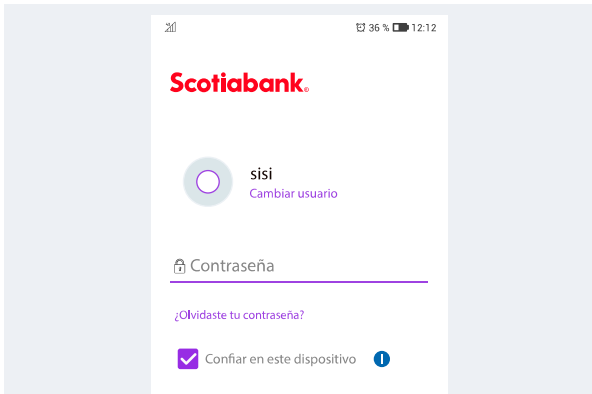 36 % 12:12
Scotiabank®
sisi
Cambiar usuario
Contraseña
¿Olvidaste tu contraseña?
Confiar en este dispositivo